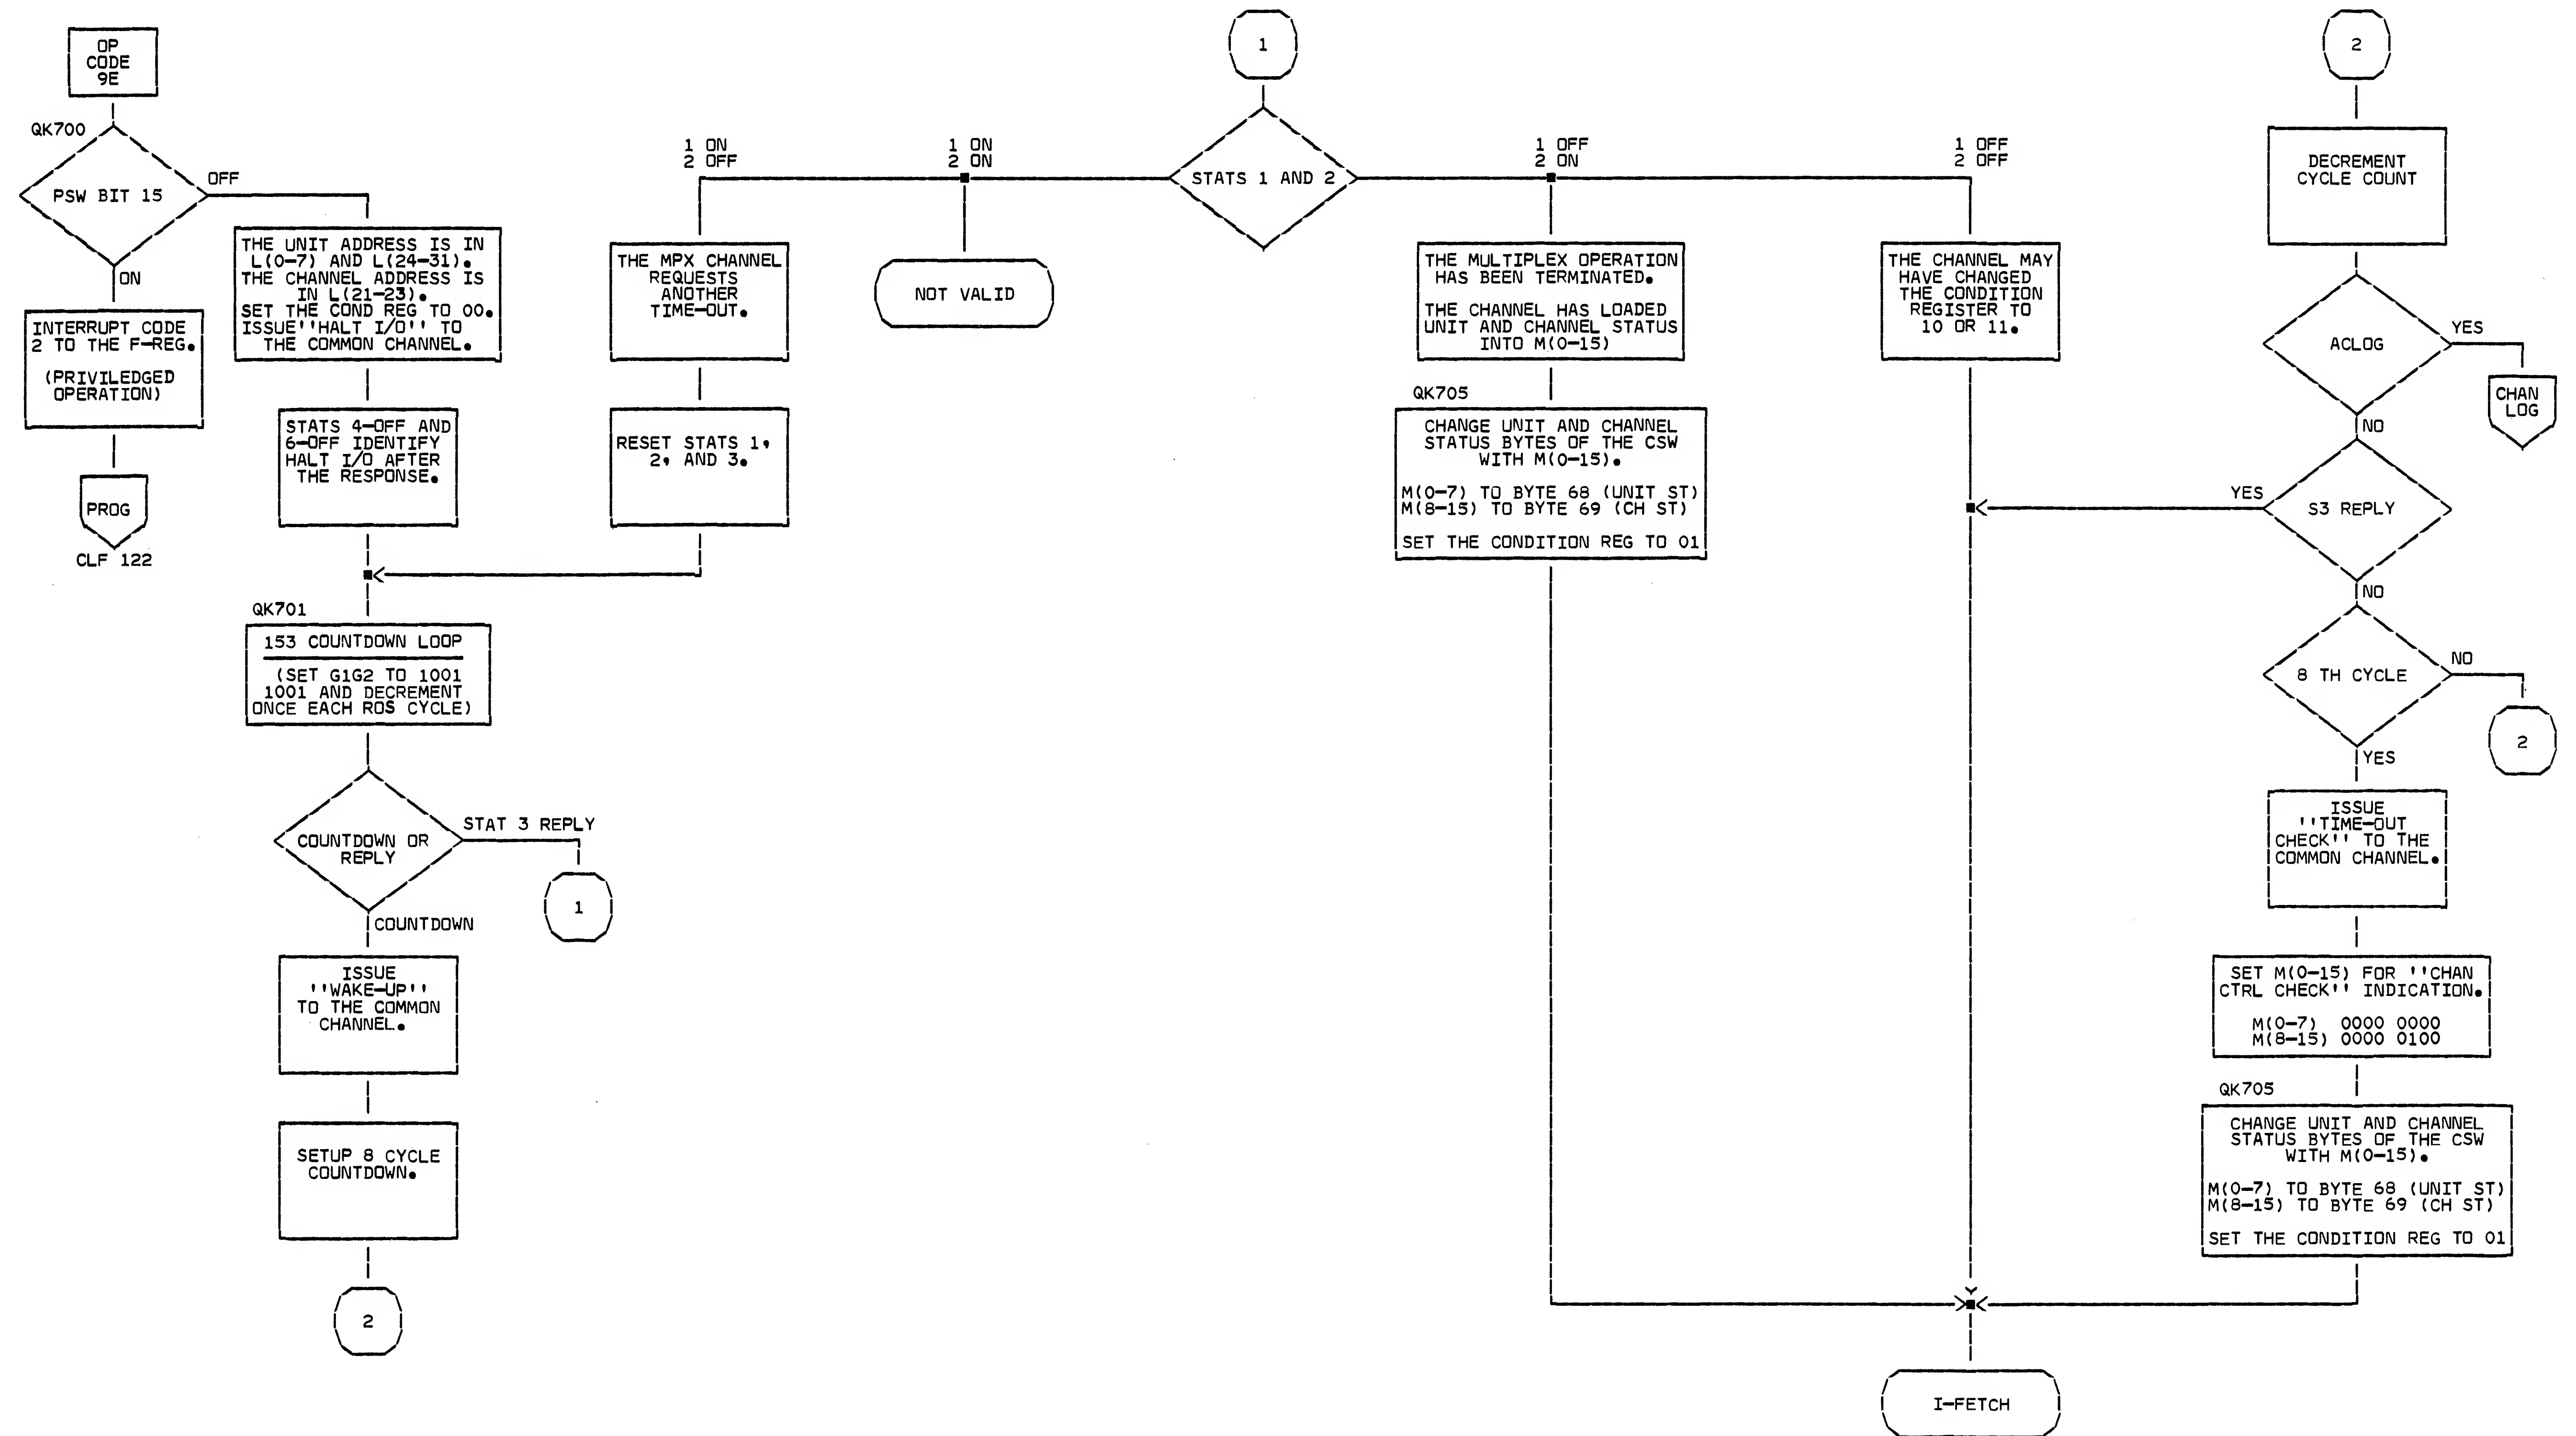 OP
CODE
9E
QK700
PSW BIT 15
OFF
ON
INTERRUPT CODE
2 TO THE F-REG.
(PRIVILEDGED
OPERATION)
PROG
CLF 122
THE UNIT ADDRESS IS IN
L(0-7) AND L(24-31).
THE CHANNEL ADDRESS IS
IN L(21-23).
SET THE COND REG TO 00.
ISSUE''HALT I/O'' TO
THE COMMON CHANNEL.
STATS 4-OFF AND
6-OFF IDENTIFY
HALT I/O AFTER
THE RESPONSE.
QK701
153 COUNTDOWN LOOP
(SET G1G2 TO 1001
1001 AND DECREMENT
ONCE EACH ROS CYCLE)
COUNTDOWN OR
REPLY
STAT 3 REPLY
1
COUNTDOWN
ISSUE
''WAKE-UP''
TO THE COMMON
CHANNEL.
SETUP 8 CYCLE
COUNTDOWN.
2
1
STATS 1 AND 2
1 ON
2 OFF
THE MPX CHANNEL
REQUESTS
ANOTHER
TIME-OUT.
RESET STATS 1,
2, AND 3.
1 ON
2 ON
NOT VALID
1 OFF
2 ON
THE MULTIPLEX OPERATION
HAS BEEN TERMINATED.
THE CHANNEL HAS LOADED
UNIT AND CHANNEL STATUS
INTO M(0-15)
QK705
CHANGE UNIT AND CHANNEL
STATUS BYTES OF THE CSW
WITH M(0-15).
M(0-7) TO BYTE 68 (UNIT ST)
M(8-15) TO BYTE 69 (CH ST)
SET THE CONDITION REG TO 01
1 OFF
2 OFF
THE CHANNEL MAY
HAVE CHANGED
THE CONDITION
REGISTER TO
10 OR 11.
I-FETCH
2
DECREMENT
CYCLE COUNT
ACLOG
YES
CHAN
LOG
NO
S3 REPLY
YES
NO
8 TH CYCLE
NO
2
YES
ISSUE
''TIME-OUT
CHECK'' TO THE
COMMON CHANNEL.
SET M(0-15) FOR ''CHAN
CTRL CHECK'' INDICATION.
M(0-7) 0000 0000
M(8-15) 0000 0100
QK705
CHANGE UNIT AND CHANNEL
STATUS BYTES OF THE CSW
WITH M(0-15).
M(0-7) TO BYTE 68 (UNIT ST)
M(8-15) TO BYTE 69 (CH ST)
SET THE CONDITION REG TO 01